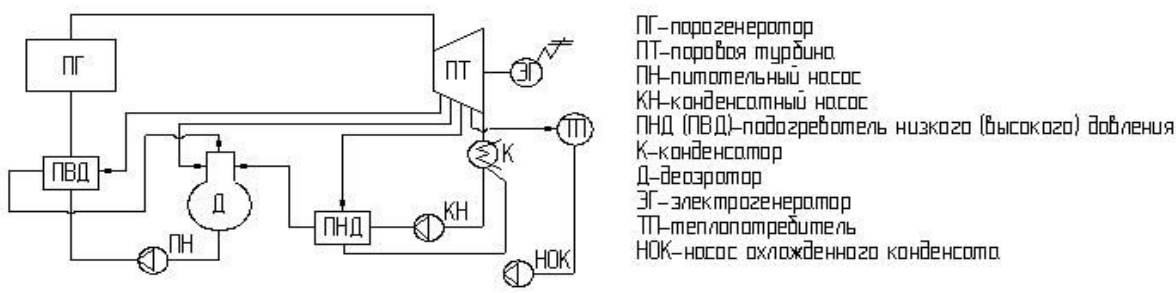 ПГ
ПТ
ЭГ
ТП
К
ПВД
Д
ПН
ПНД
КН
НОК
ПГ–парогенератор
ПТ–паровая турбина
ПН–питательный насос
КН–конденсатный насос
ПНД (ПВД)–подогреватель низкого (высокого) давления
К–конденсатор
Д–деаэратор
ЭГ–электрогенератор
ТП–теплопотребитель
НОК–насос охлажденного конденсата